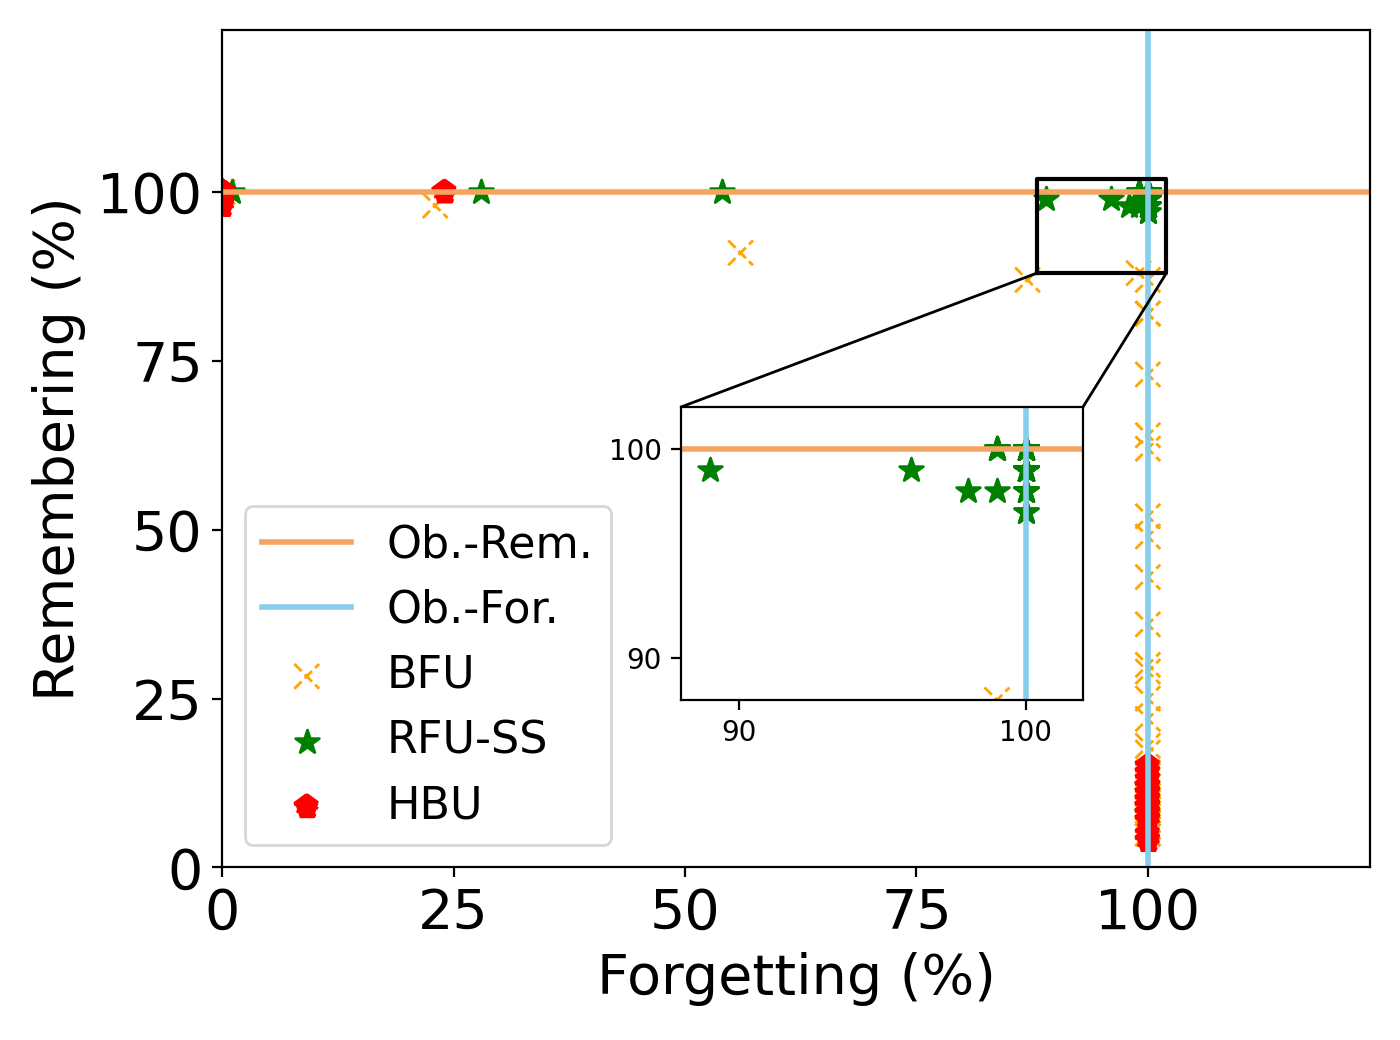 Remembering (%)
100
75
50
25
0
Ob.-Rem.
Ob.-For.
BFU
RFU-SS
HBU
100
90
90 100
0 25 50 75 100
Forgetting (%)